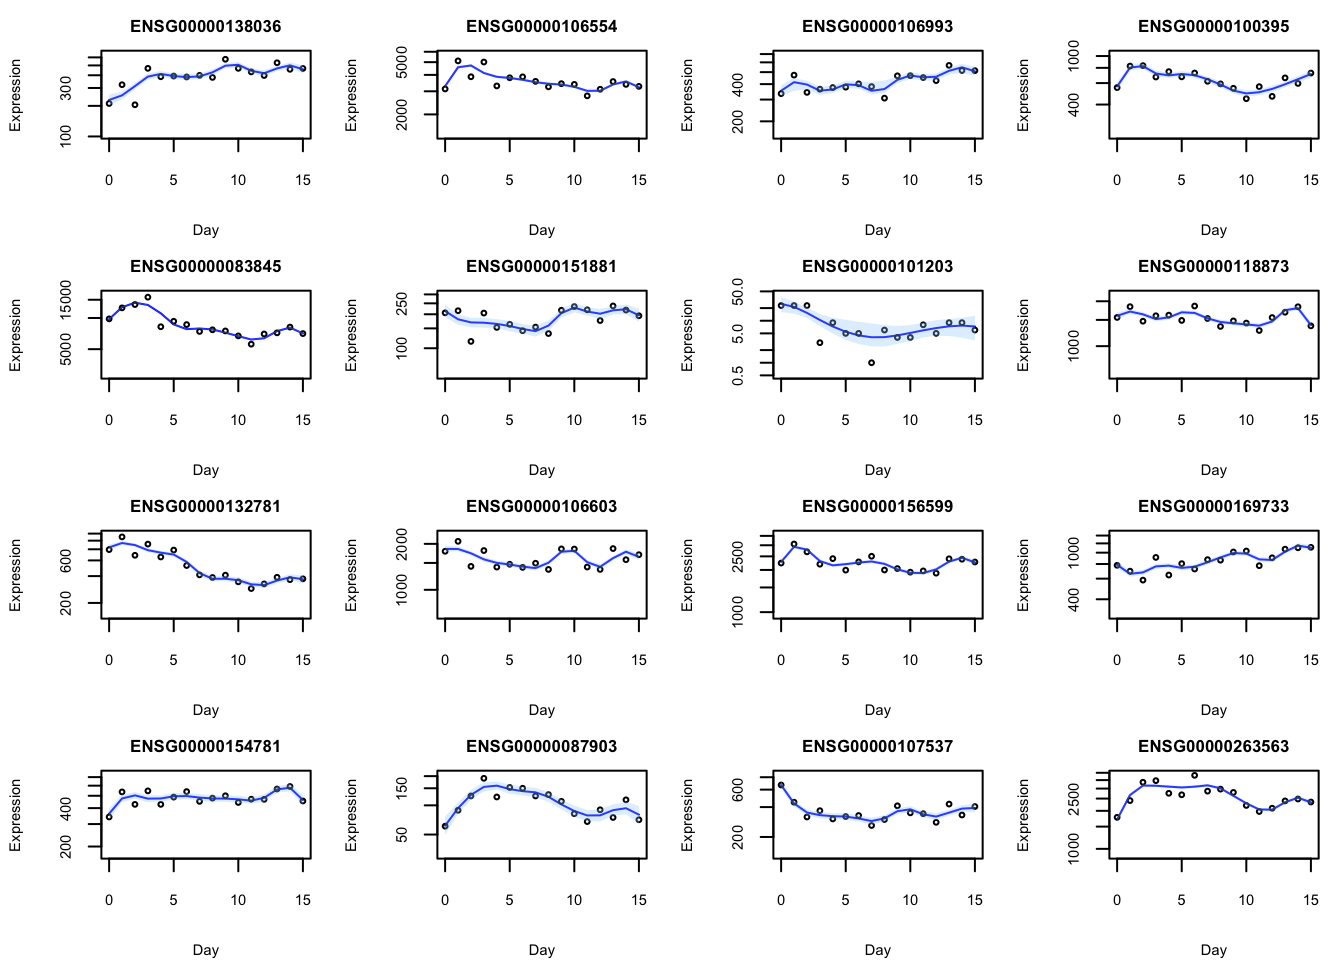 ENSG00000138036 ENSG00000106554 ENSG00000106993 ENSG00000100395
Expression Expression Expression Expression
300 100 5000 2000 400 200 1000 400
0 5 10 15 0 5 10 15 0 5 10 15 0 5 10 15
Day Day Day Day
ENSG00000083845 ENSG00000151881 ENSG00000101203 ENSG00000118873
Expression Expression Expression Expression
15000 5000 250 100 50.0 5.0 0.5 1000
0 5 10 15 0 5 10 15 0 5 10 15 0 5 10 15
Day Day Day Day
ENSG00000132781 ENSG00000106603 ENSG00000156599 ENSG00000169733
Expression Expression Expression Expression
600 200 2000 1000 2500 1000 1000 400
0 5 10 15 0 5 10 15 0 5 10 15 0 5 10 15
Day Day Day Day
ENSG00000154781 ENSG00000087903 ENSG00000107537 ENSG00000263563
Expression Expression Expression Expression
400 200 150 50 600 200 2500 1000
0 5 10 15 0 5 10 15 0 5 10 15 0 5 10 15
Day Day Day Day